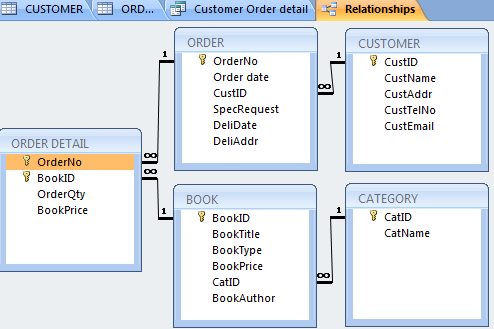 CUSTOMER
ORD...
Customer Order detail
Relationships
ORDER
1
OrderNo
Order date
CustID
SpecRequest
DeliDate
DeliAddr
∞
CUSTOMER
1
CustID
CustName
CustAddr
CustTelNo
CustEmail
∞
ORDER DETAIL
OrderNo
BookID
OrderQty
BookPrice
∞
BOOK
1
BookID
BookTitle
BookType
BookPrice
CatID
BookAuthor
∞
CATEGORY
1
CatID
CatName